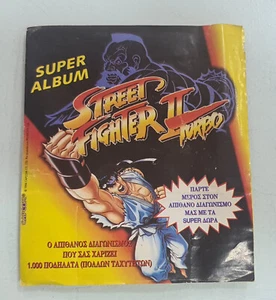 SUPER
ALBUM
STREET
FIGHTER II
TURBO
ΠΑΡΤΕ
ΜΕΡΟΣ ΣΤΟΝ
ΑΠΙΘΑΝΟ ΔΙΑΓΩΝΙΣΜΟ
ΜΑΣ ΜΕ ΤΑ
SUPER ΔΩΡΑ
Ο ΑΠΙΘΑΝΟΣ ΔΙΑΓΩΝΙΣΜΟΣ
ΠΟΥ ΣΑΣ ΧΑΡΙΖΕΙ
1.000 ΠΟΔΗΛΑΤΑ (ΠΟΛΛΩΝ ΤΑΧΥΤΗΤΩΝ)